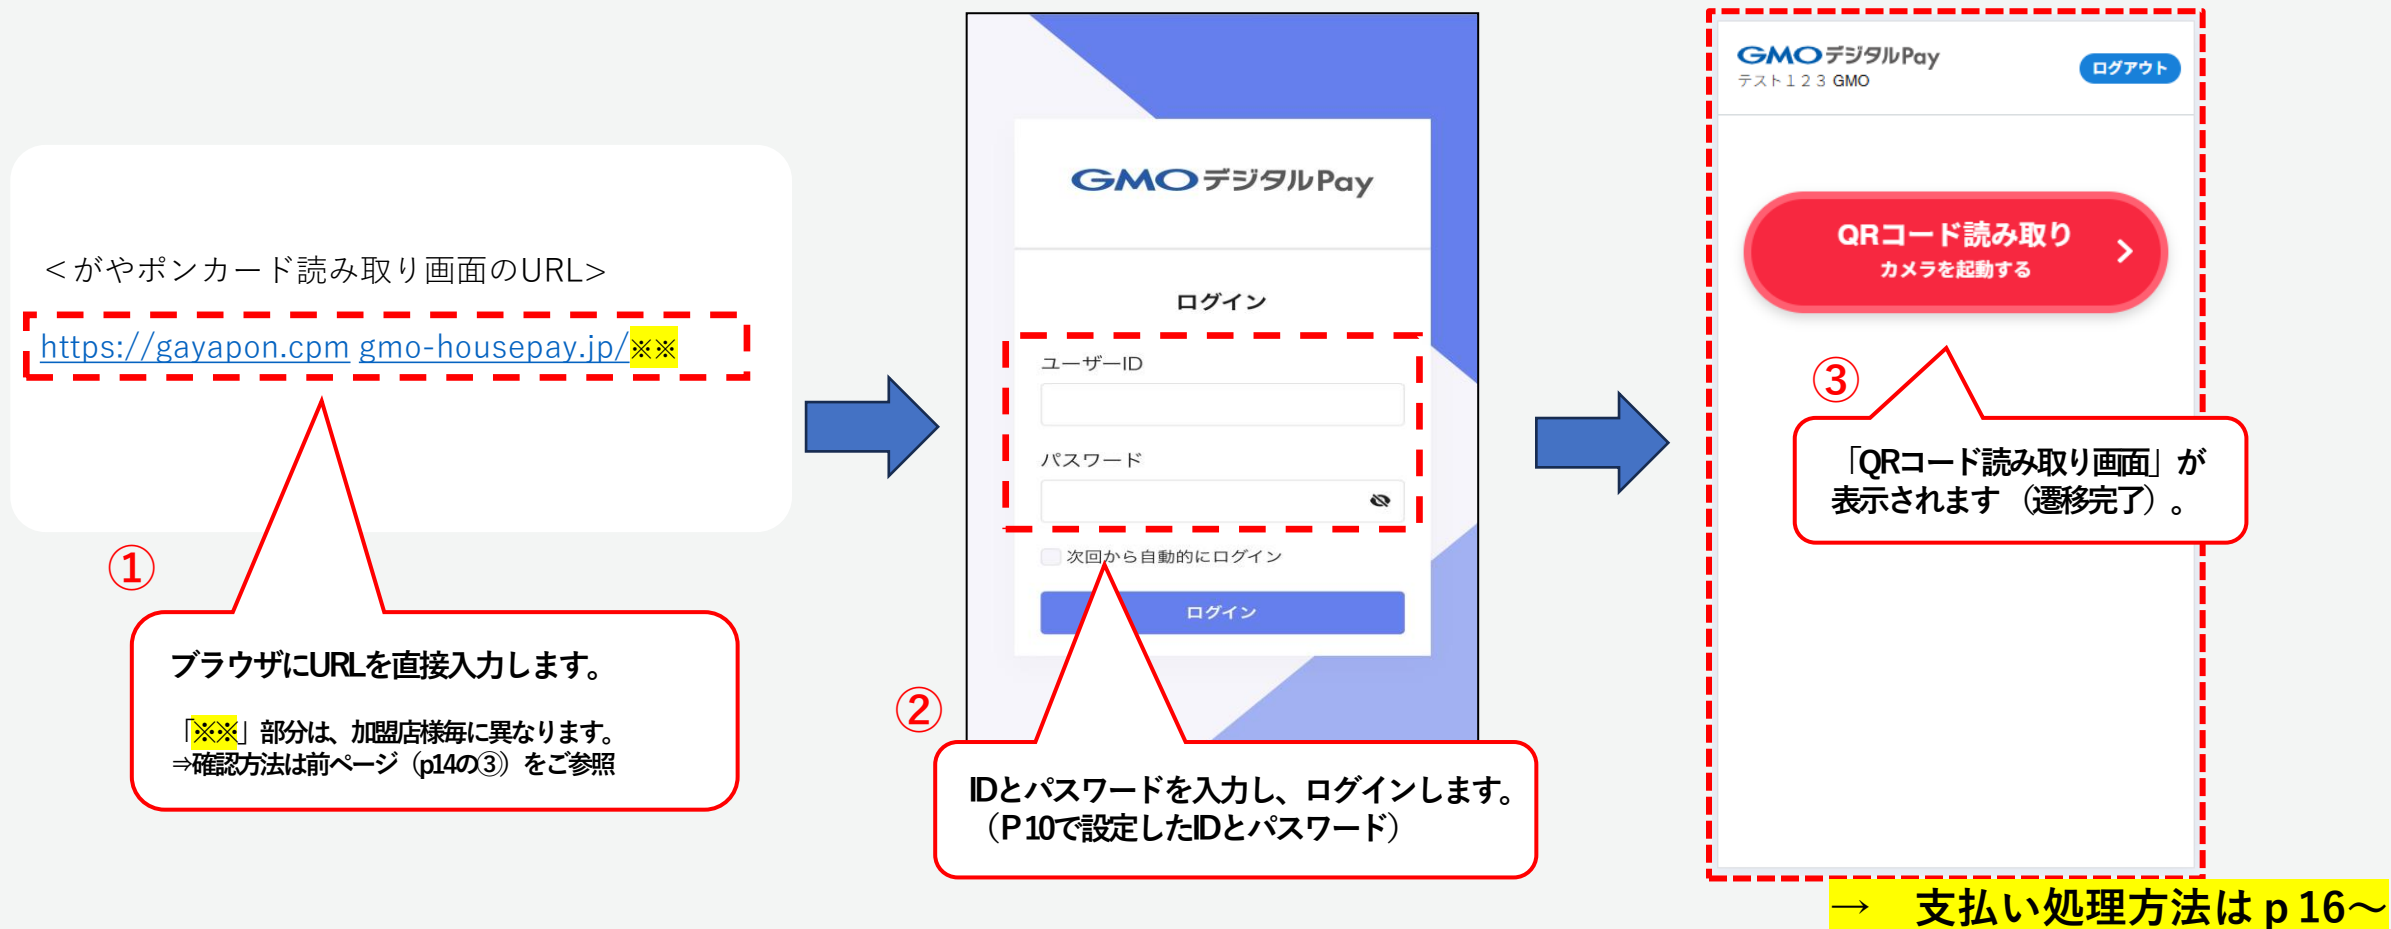 ＜がやポンカード読み取り画面のURL＞
https://gayapon.cpm gmo-housepay.jp/※※
①
ブラウザにURLを直接入力します。
「※※」部分は、加盟店様毎に異なります。
⇒確認方法は前ページ（p14の③）をご参照
GMOデジタルPay
ログイン
ユーザーID
パスワード
次回から自動的にログイン
ログイン
②
IDとパスワードを入力し、ログインします。
（Ｐ10で設定したIDとパスワード）
GMOデジタルPay
テスト１２３ GMO
ログアウト
QRコード読み取り
カメラを起動する
③
「QRコード読み取り画面」が
表示されます（遷移完了）。
→　支払い処理方法はｐ16～